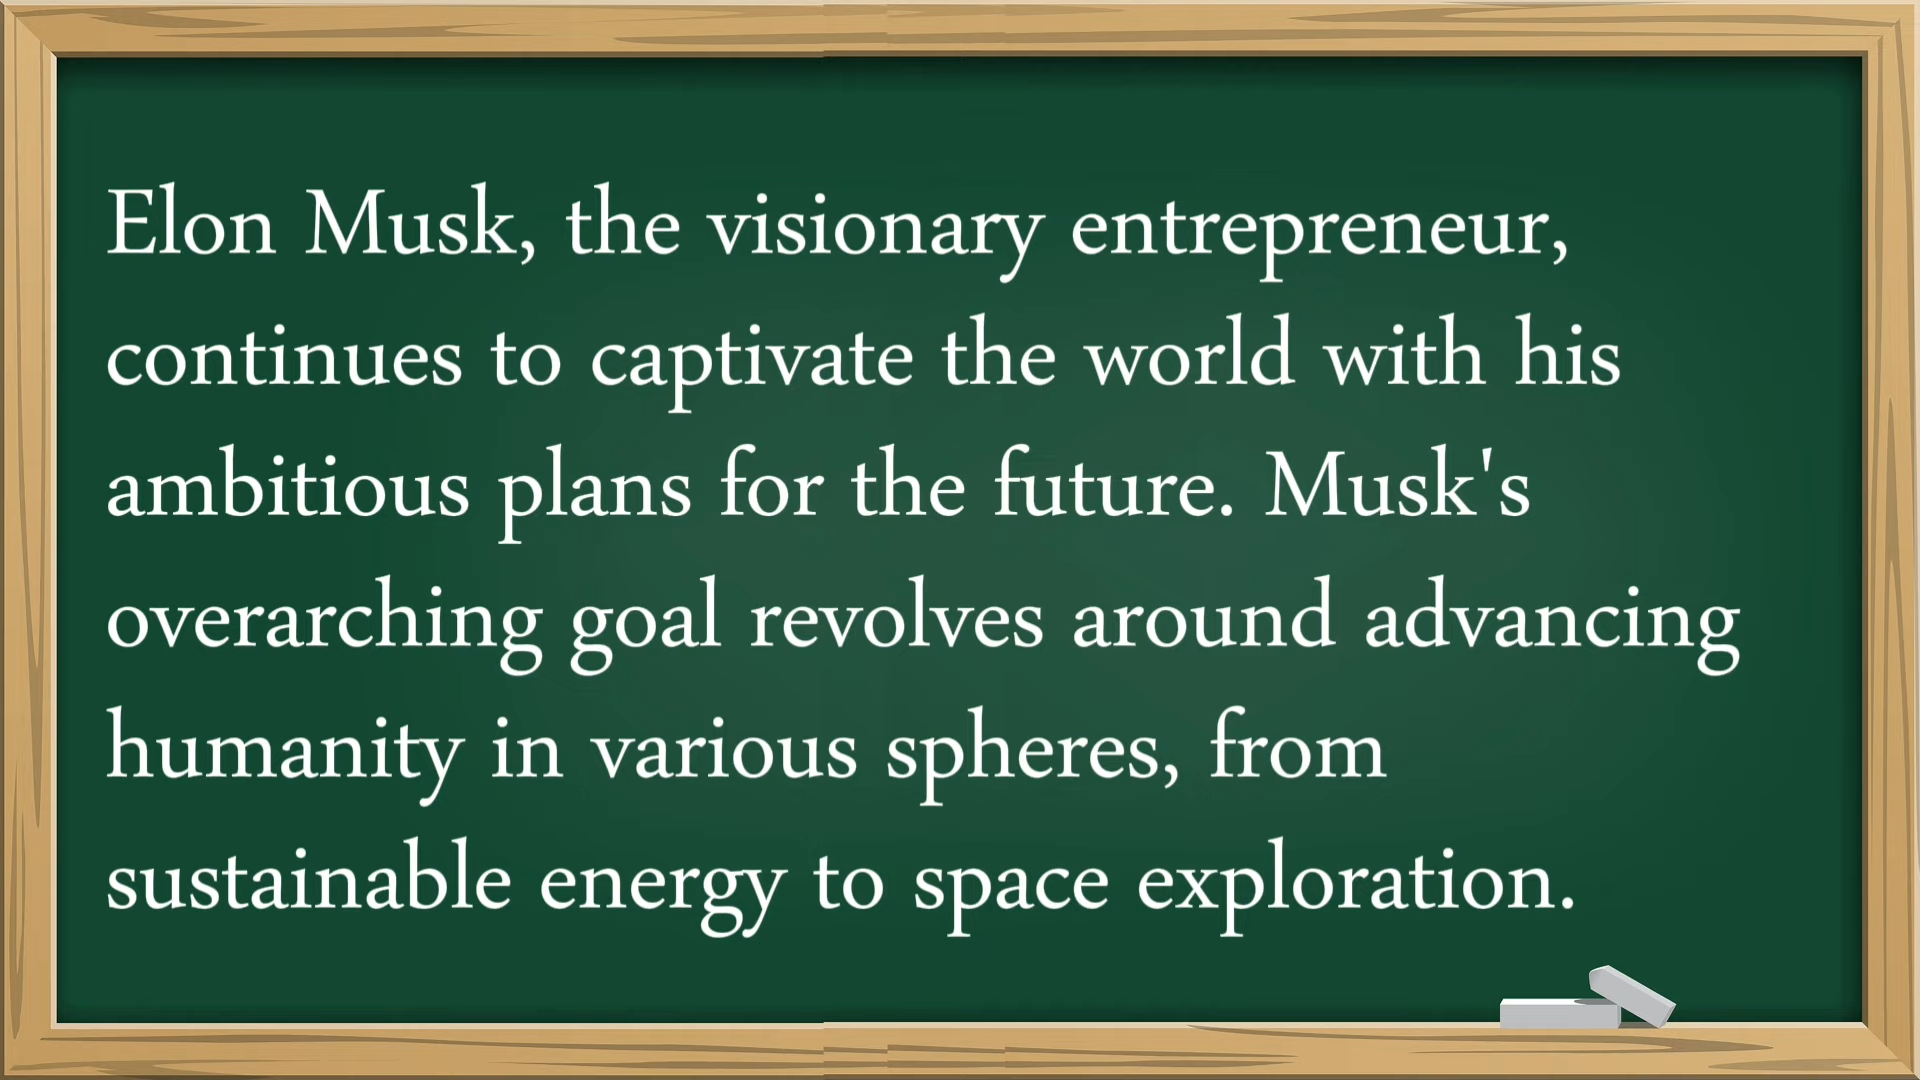 Elon Musk, the visionary entrepreneur,
continues to captivate the world with his
ambitious plans for the future. Musk's
overarching goal revolves around advancing
humanity in various spheres, from
sustainable energy to space exploration.